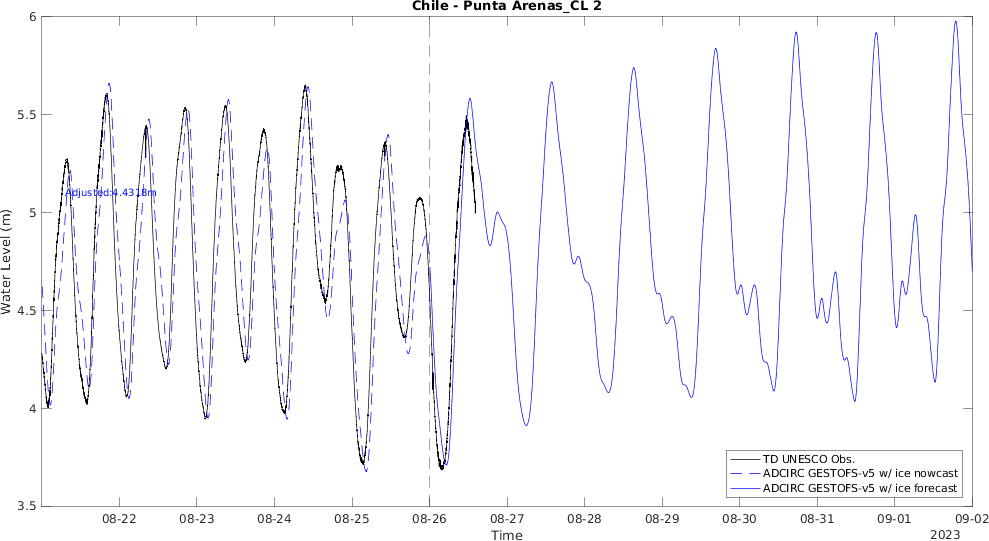 Chile - Punta Arenas_CL 2
6
5.5
5
4.5
4
3.5
Water Level (m)
Adjusted:4.4318m
TD UNESCO Obs.
ADCIRC GESTOFS-v5 w/ ice nowcast
ADCIRC GESTOFS-v5 w/ ice forecast
08-22 08-23 08-24 08-25 08-26 08-27 08-28 08-29 08-30 08-31 09-01 09-02
Time
2023